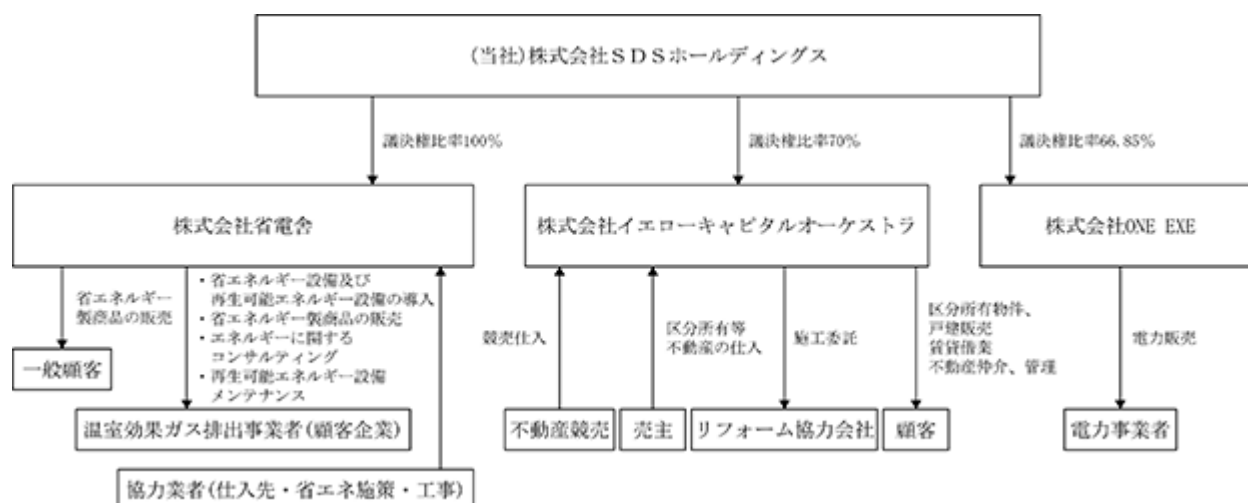 (当社)株式会社SDSホールディングス
議決権比率100%
議決権比率70%
議決権比率66.85%
株式会社省電舎
株式会社イエローキャピタルオーケストラ
株式会社ONE EXE
省エネルギー
製商品の販売
・省エネルギー設備及び
再生可能エネルギー設備の導入
・省エネルギー製商品の販売
・エネルギーに関する
コンサルティング
・再生可能エネルギー設備
メンテナンス
競売仕入
区分所有等
不動産の仕入
施工委託
区分所有物件、
戸建販売
賃貸借業
不動産仲介、管理
電力販売
一般顧客
温室効果ガス排出事業者(顧客企業)
不動産競売
売主
リフォーム協力会社
顧客
電力事業者
協力業者(仕入先・省エネ施策・工事)